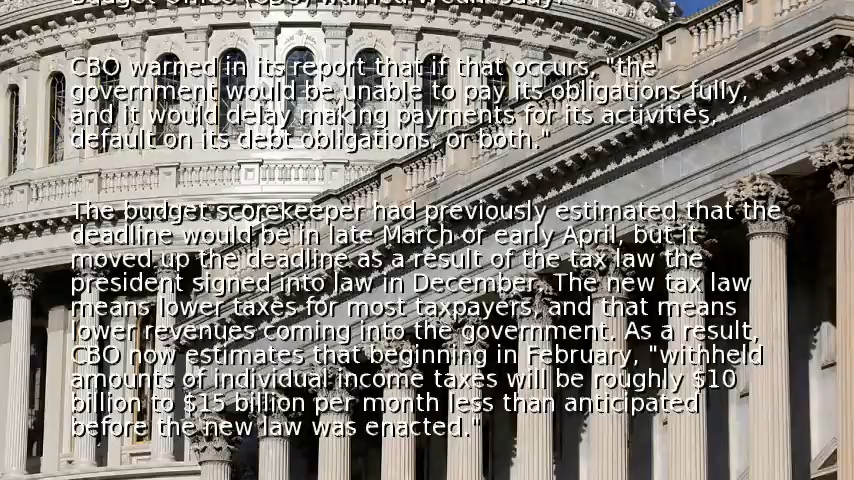 Budget Office (CBO) warned Wednesday.
CBO warned in its report that if that occurs, "the
government would be unable to pay its obligations fully,
and it would delay making payments for its activities,
default on its debt obligations, or both."
The budget scorekeeper had previously estimated that the
deadline would be in late March or early April, but it
moved up the deadline as a result of the tax law the
president signed into law in December. The new tax law
means lower taxes for most taxpayers, and that means
lower revenues coming into the government. As a result,
CBO now estimates that beginning in February, "withheld
amounts of individual income taxes will be roughly $10
billion to $15 billion per month less than anticipated
before the new law was enacted."